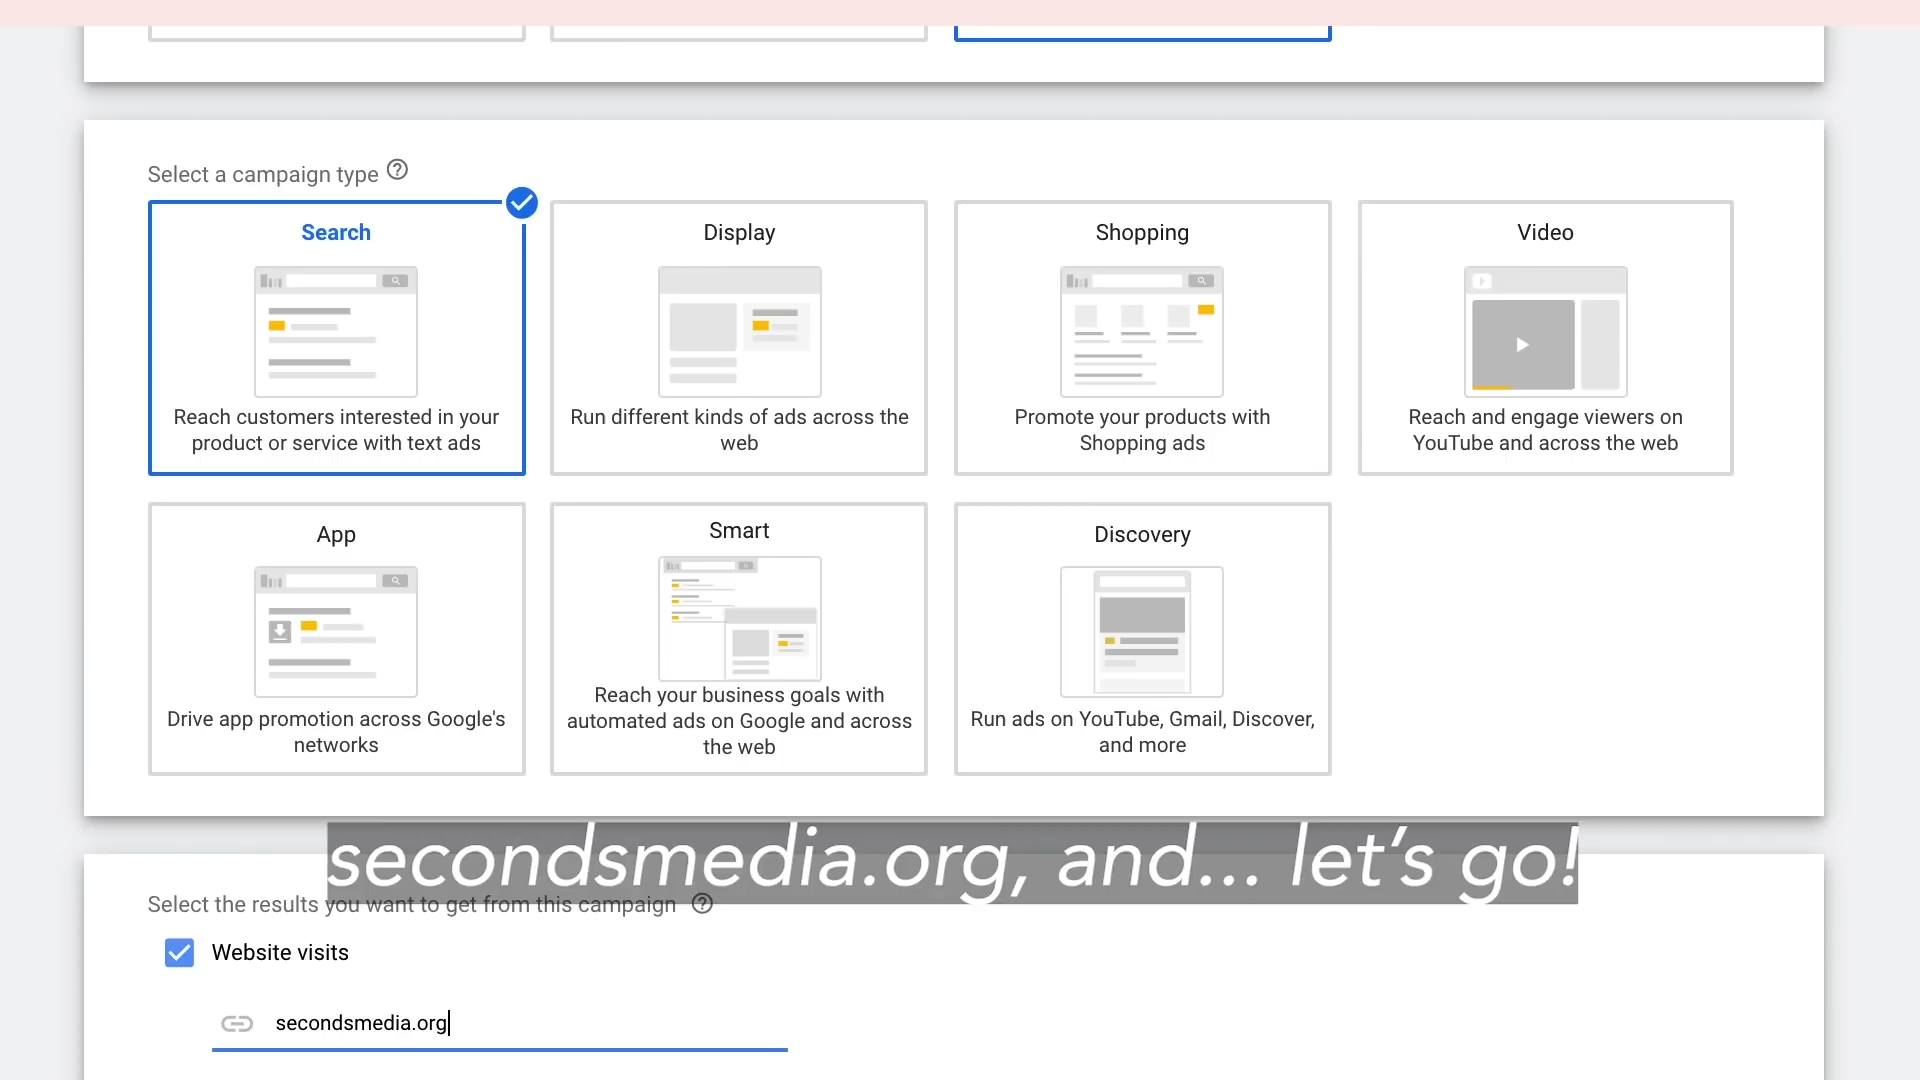 Select a campaign type
Search
Reach customers interested in your
product or service with text ads
Display
Run different kinds of ads across the
web
Shopping
Promote your products with
Shopping ads
Video
Reach and engage viewers on
YouTube and across the web
App
Drive app promotion across Google's
networks
Smart
Reach your business goals with
automated ads on Google and across
the web
Discovery
Run ads on YouTube, Gmail, Discover,
and more
secondsmedia.org, and... let’s go!
Select the results you want to get from this campaign
Website visits
secondsmedia.org